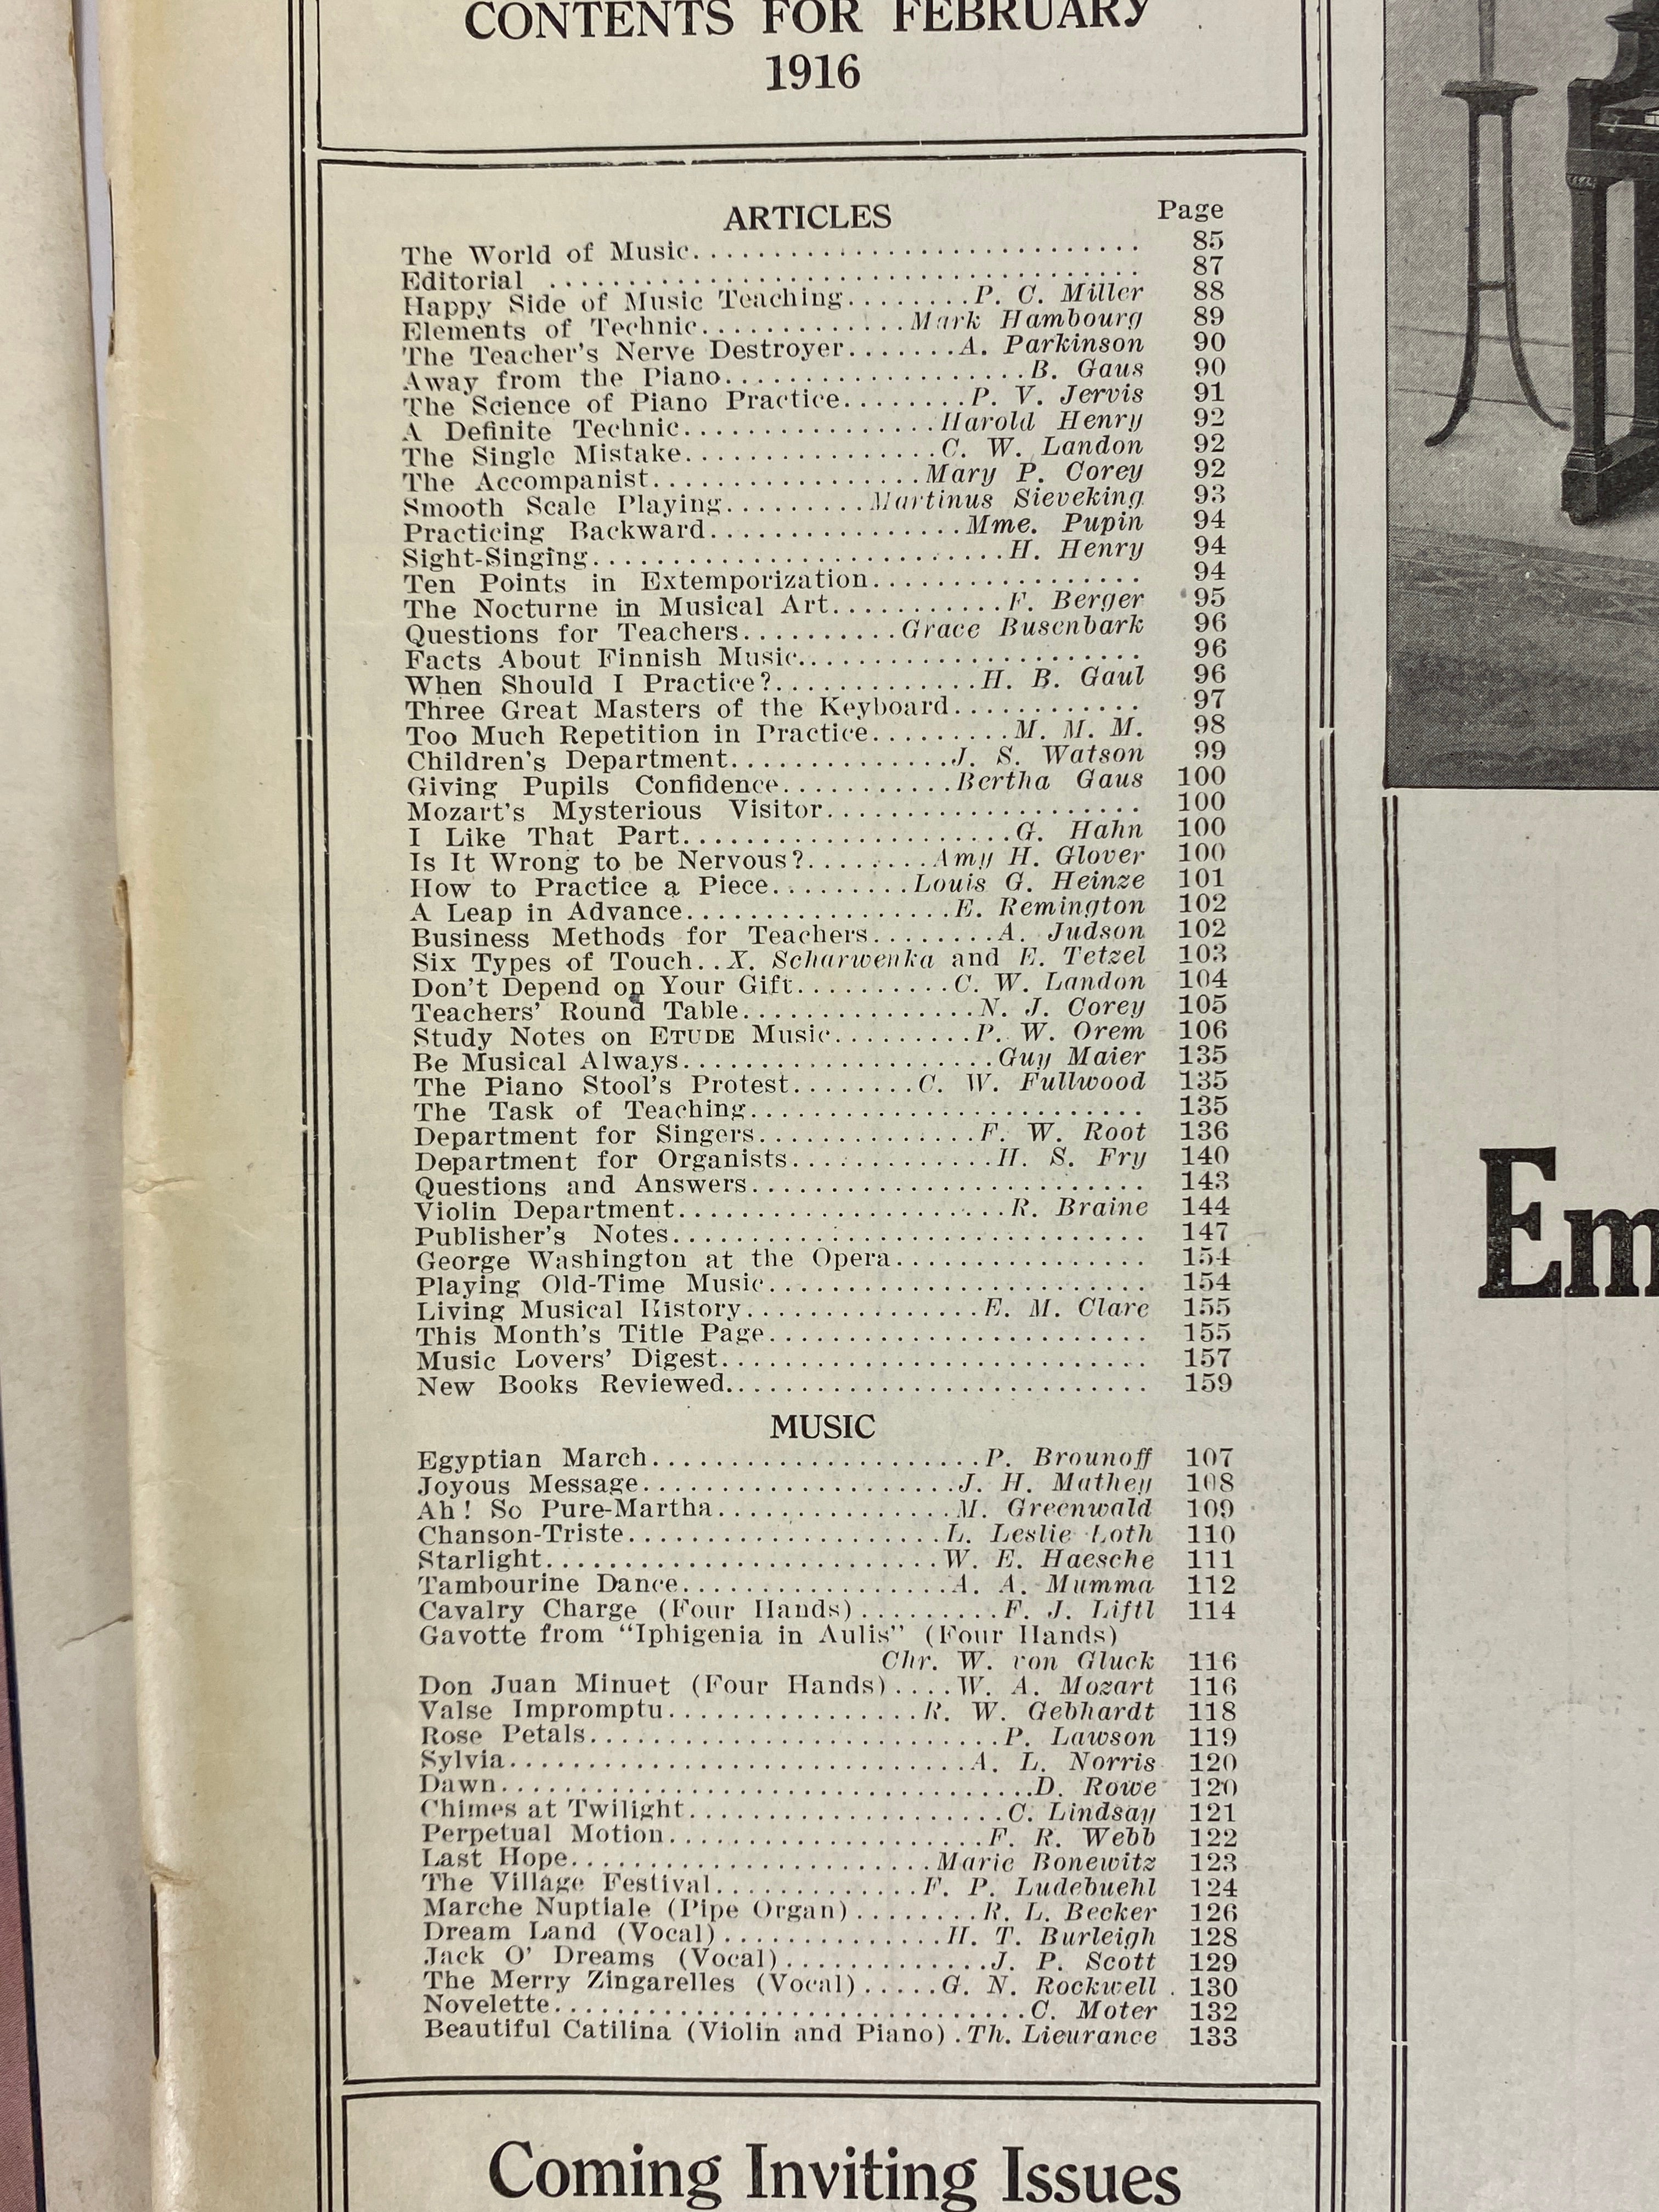 CONTENTS FOR FEBRUARY
1916
ARTICLES Page
The World of Music............................ 85
Editorial ............................ 87
Happy Side of Music Teaching........P. C. Miller 88
Elements of Technic.............Mark Hambourg 89
The Teacher's Nerve Destroyer.......A. Parkinson 90
Away from the Piano...................B. Gaus 90
The Science of Piano Practice........P. V. Jervis 91
A Definite Technic................Harold Henry 92
The Single Mistake................C. W. Landon 92
The Accompanist.................Mary P. Corey 92
Smooth Scale Playing.........Martinus Sieveking 93
Practicing Backward................Mme. Pupin 94
Sight-Singing..........................H. Henry 94
Ten Points in Extemporization................. 94
The Nocturne in Musical Art...........F. Berger 95
Questions for Teachers..........Grace Busenbark 96
Facts About Finnish Music..................... 96
When Should I Practice?.............H. B. Gaul 96
Three Great Masters of the Keyboard............ 97
Too Much Repetition in Practice.........M. M. M. 98
Children's Department..............J. S. Watson 99
Giving Pupils Confidence...........Bertha Gaus 100
Mozart's Mysterious Visitor.................... 100
I Like That Part.....................G. Hahn 100
Is It Wrong to be Nervous?........Amy H. Glover 100
How to Practice a Piece.........Louis G. Heinze 101
A Leap in Advance.................E. Remington 102
Business Methods for Teachers........A. Judson 102
Six Types of Touch..X. Scharwenka and E. Tetzel 103
Don't Depend on Your Gift..........C. W. Landon 104
Teachers' Round Table...............N. J. Corey 105
Study Notes on ETUDE Music.........P. W. Orem 106
Be Musical Always....................Guy Maier 135
The Piano Stool's Protest........C. W. Fullwood 135
The Task of Teaching......................... 135
Department for Singers..............F. W. Root 136
Department for Organists.............H. S. Fry 140
Questions and Answers......................... 143
Violin Department.....................R. Braine 144
Publisher's Notes.............................. 147
George Washington at the Opera................ 154
Playing Old-Time Music........................ 154
Living Musical History...............E. M. Clare 155
This Month's Title Page........................ 155
Music Lovers' Digest........................... 157
New Books Reviewed........................... 159
MUSIC
Egyptian March.....................P. Brounoff 107
Joyous Message....................J. H. Mathey 108
Ah! So Pure-Martha...............M. Greenwald 109
Chanson-Triste....................L. Leslie Loth 110
Starlight.........................W. E. Haesche 111
Tambourine Dance.................A. A. Mumma 112
Cavalry Charge (Four Hands).........F. J. Liftl 114
Gavotte from "Iphigenia in Aulis" (Four Hands)
Chr. W. von Gluck 116
Don Juan Minuet (Four Hands)....W. A. Mozart 116
Valse Impromptu................R. W. Gebhardt 118
Rose Petals..........................P. Lawson 119
Sylvia.............................A. L. Norris 120
Dawn..................................D. Rowe 120
Chimes at Twilight....................C. Lindsay 121
Perpetual Motion....................F. R. Webb 122
Last Hope.......................Marie Bonewitz 123
The Village Festival.............F. P. Ludebuehl 124
Marche Nuptiale (Pipe Organ)........R. L. Becker 126
Dream Land (Vocal)..............H. T. Burleigh 128
Jack O' Dreams (Vocal).............J. P. Scott 129
The Merry Zingarelles (Vocal).....G. N. Rockwell 130
Novelette..............................C. Moter 132
Beautiful Catilina (Violin and Piano).Th. Lieurance 133
Coming Inviting Issues
Em